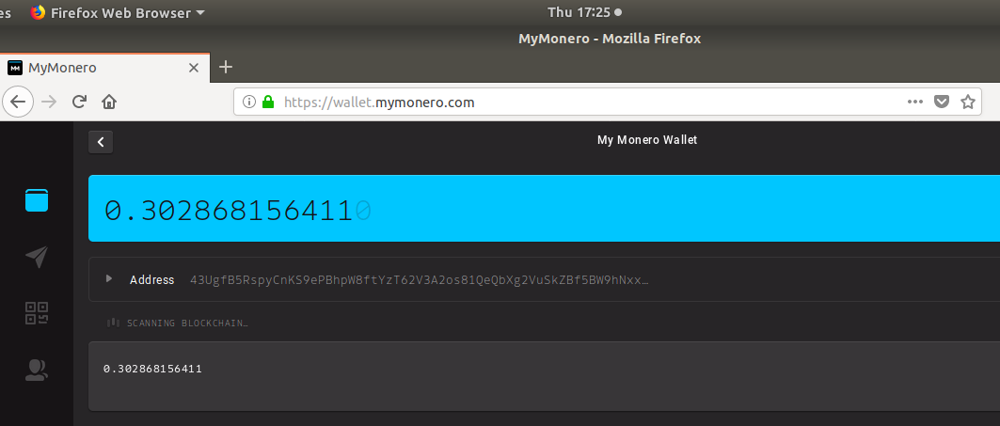 es Firefox Web Browser Thu 17:25
MyMonero - Mozilla Firefox
MyMonero
https://wallet.mymonero.com
My Monero Wallet
0.3028681564110
Address 43UgfB5RspyCnKS9ePBhpW8ftYzT62V3A2os81QeQbXg2VuSkZBf5BW9hNxx…
SCANNING BLOCKCHAIN…
0.302868156411